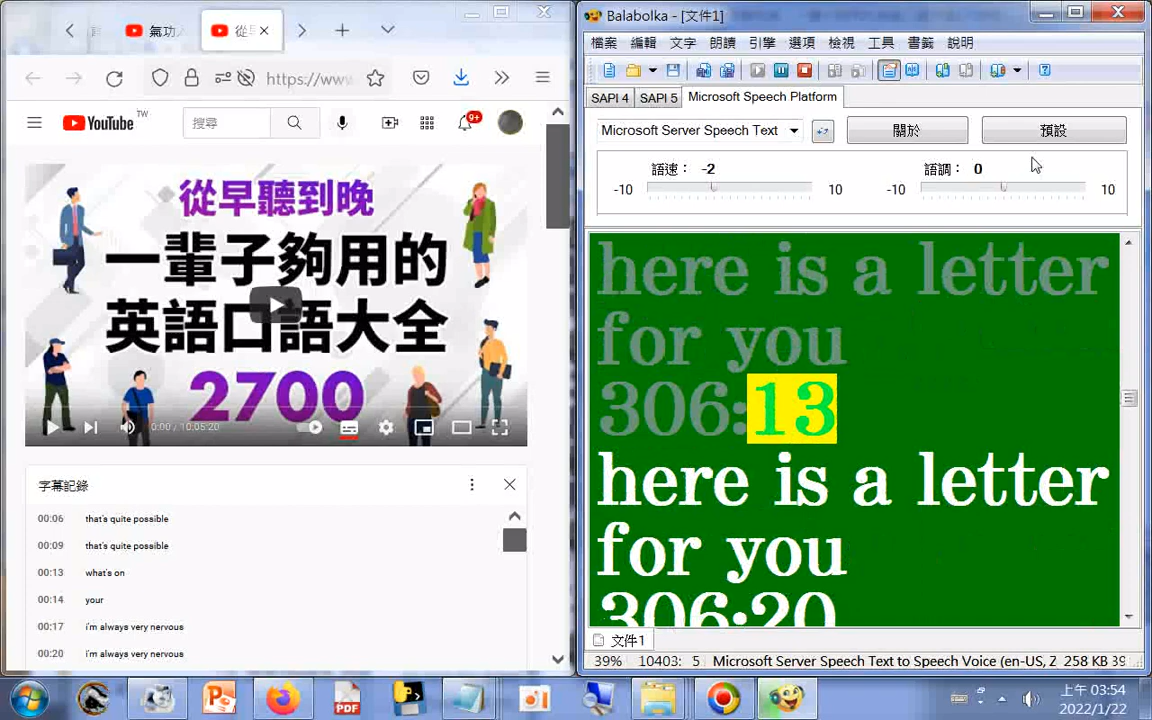 氣功
從
https://www
YouTube TW
搜尋
9+
從早聽到晚
一輩子夠用的
英語口語大全
2700
0:00 / 10:05:20
字幕記錄
00:06 that's quite possible
00:09 that's quite possible
00:13 what's on
00:14 your
00:17 i'm always very nervous
00:20 i'm always very nervous
Balabolka - [文件1]
檔案 編輯 文字 朗讀 引擎 選項 檢視 工具 書籤 說明
SAPI 4 SAPI 5 Microsoft Speech Platform
Microsoft Server Speech Text
關於
預設
語速： -2
語調： 0
-10 10 -10 10
here is a letter
for you
306:13
here is a letter
for you
306:20
文件1
39% 10403: 5 Microsoft Server Speech Text to Speech Voice (en-US, Z 258 KB 39
PDF
上午 03:54
2022/1/22